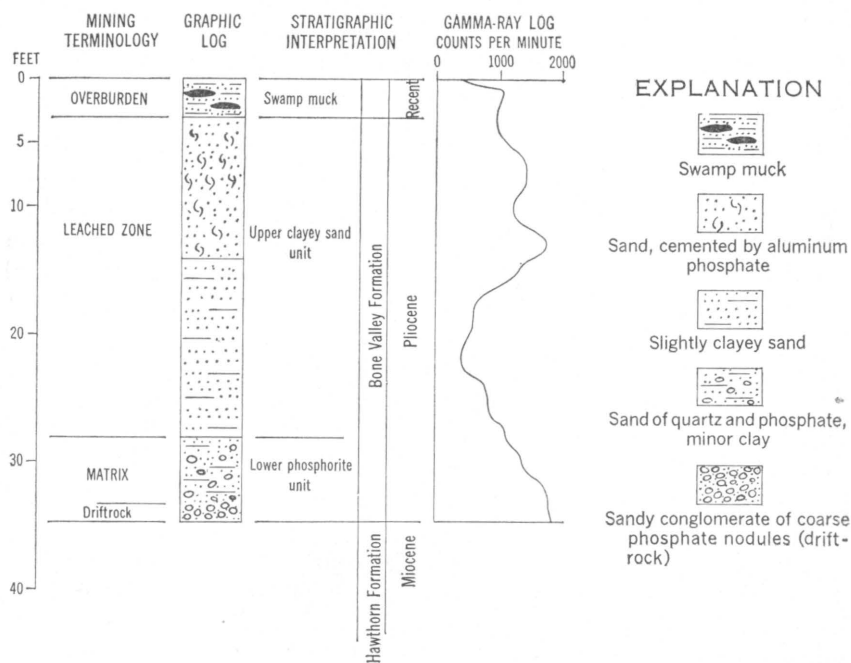 MINING
TERMINOLOGY
GRAPHIC
LOG
STRATIGRAPHIC
INTERPRETATION
GAMMA-RAY LOG
COUNTS PER MINUTE
FEET
0
1000
2000
0
OVERBURDEN
Swamp muck
Recent
5
10
LEACHED ZONE
Upper clayey sand
unit
Bone Valley Formation
Pliocene
20
30
MATRIX
Lower phosphorite
unit
Driftrock
40
Hawthorn Formation
Miocene
EXPLANATION
Swamp muck
Sand, cemented by aluminum
phosphate
Slightly clayey sand
Sand of quartz and phosphate,
minor clay
Sandy conglomerate of coarse
phosphate nodules (drift-
rock)